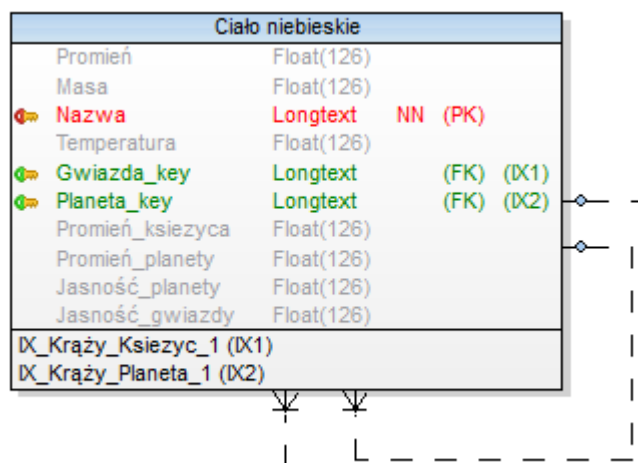 Ciało niebieskie
Promień Float(126)
Masa Float(126)
Nazwa Longtext NN (PK)
Temperatura Float(126)
Gwiazda_key Longtext (FK) (IX1)
Planeta_key Longtext (FK) (IX2)
Promień_ksiezyca Float(126)
Promień_planety Float(126)
Jasność_planety Float(126)
Jasność_gwiazdy Float(126)
IX_Krąży_Ksiezyc_1 (IX1)
IX_Krąży_Planeta_1 (IX2)